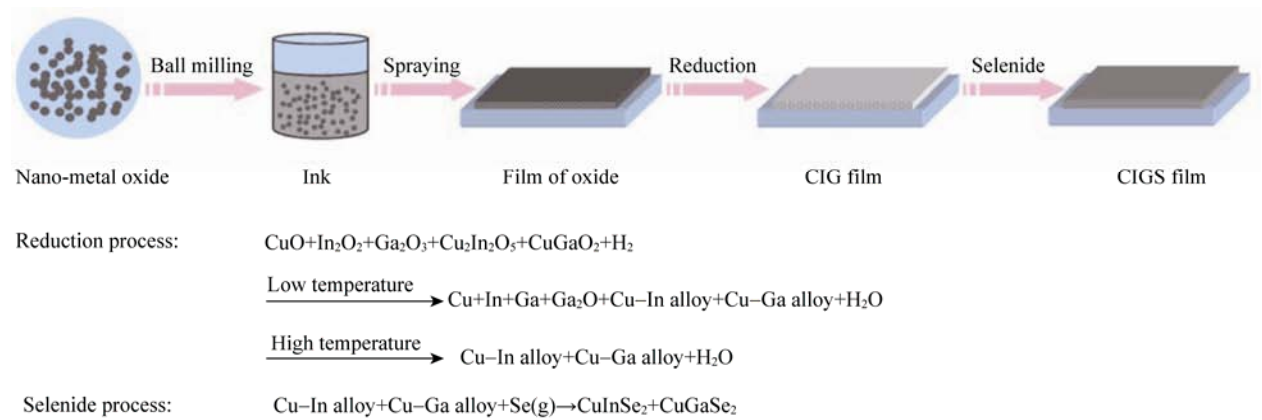 Ball milling Spraying Reduction Selenide
Nano-metal oxide Ink Film of oxide CIG film CIGS film
Reduction process: CuO+In₂O₂+Ga₂O₃+Cu₂In₂O₅+CuGaO₂+H₂
Low temperature
Cu+In+Ga+Ga₂O+Cu–In alloy+Cu–Ga alloy+H₂O
High temperature
Cu–In alloy+Cu–Ga alloy+H₂O
Selenide process: Cu–In alloy+Cu–Ga alloy+Se(g)→CuInSe₂+CuGaSe₂